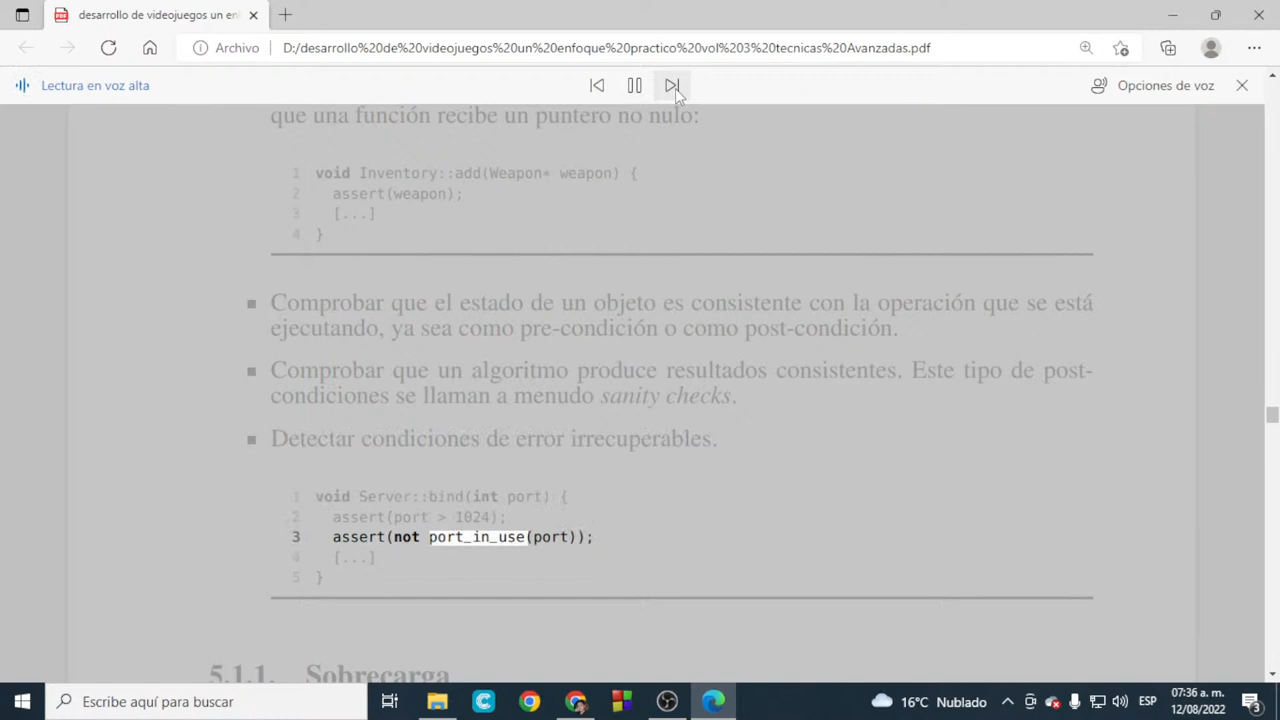 desarrollo de videojuegos un en
Archivo
D:/desarrollo%20de%20videojuegos%20un%20enfoque%20practico%20vol%203%20tecnicas%20Avanzadas.pdf
Lectura en voz alta
Opciones de voz
que una función recibe un puntero no nulo:
1 void Inventory::add(Weapon* weapon) {
2 assert(weapon);
3 [...]
4 }
▪ Comprobar que el estado de un objeto es consistente con la operación que se está
ejecutando, ya sea como pre-condición o como post-condición.
▪ Comprobar que un algoritmo produce resultados consistentes. Este tipo de post-
condiciones se llaman a menudo sanity checks.
▪ Detectar condiciones de error irrecuperables.
1 void Server::bind(int port) {
2 assert(port > 1024);
3 assert(not port_in_use(port));
4 [...]
5 }
5.1.1. Sobrecarga
Escribe aquí para buscar
16°C Nublado
ESP
07:36 a. m.
12/08/2022
3